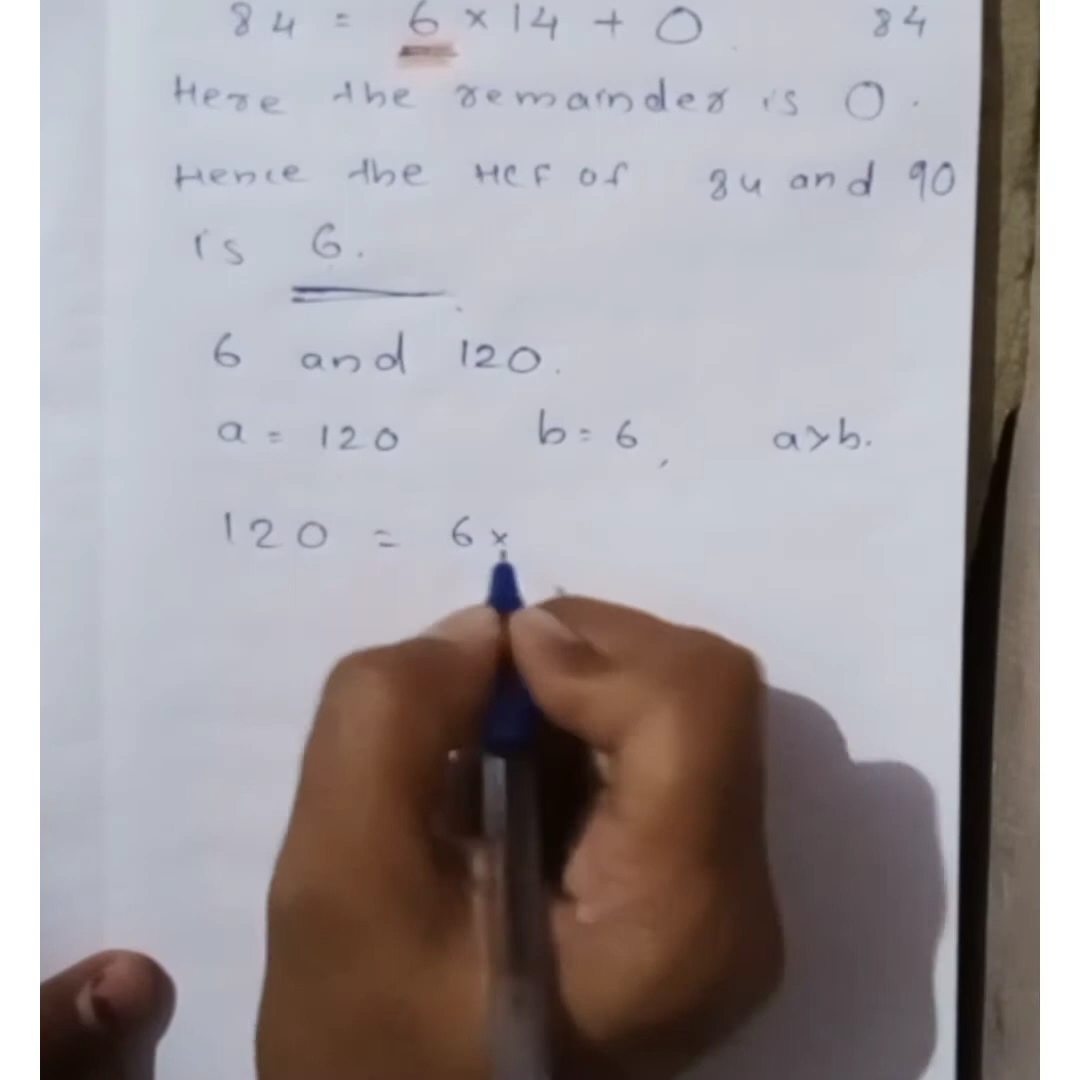 84 = 6 × 14 + 0 84
Here the remainder is 0.
Hence the HCF of 84 and 90
is 6.
6 and 120.
a = 120 b = 6, a>b.
120 = 6 ×